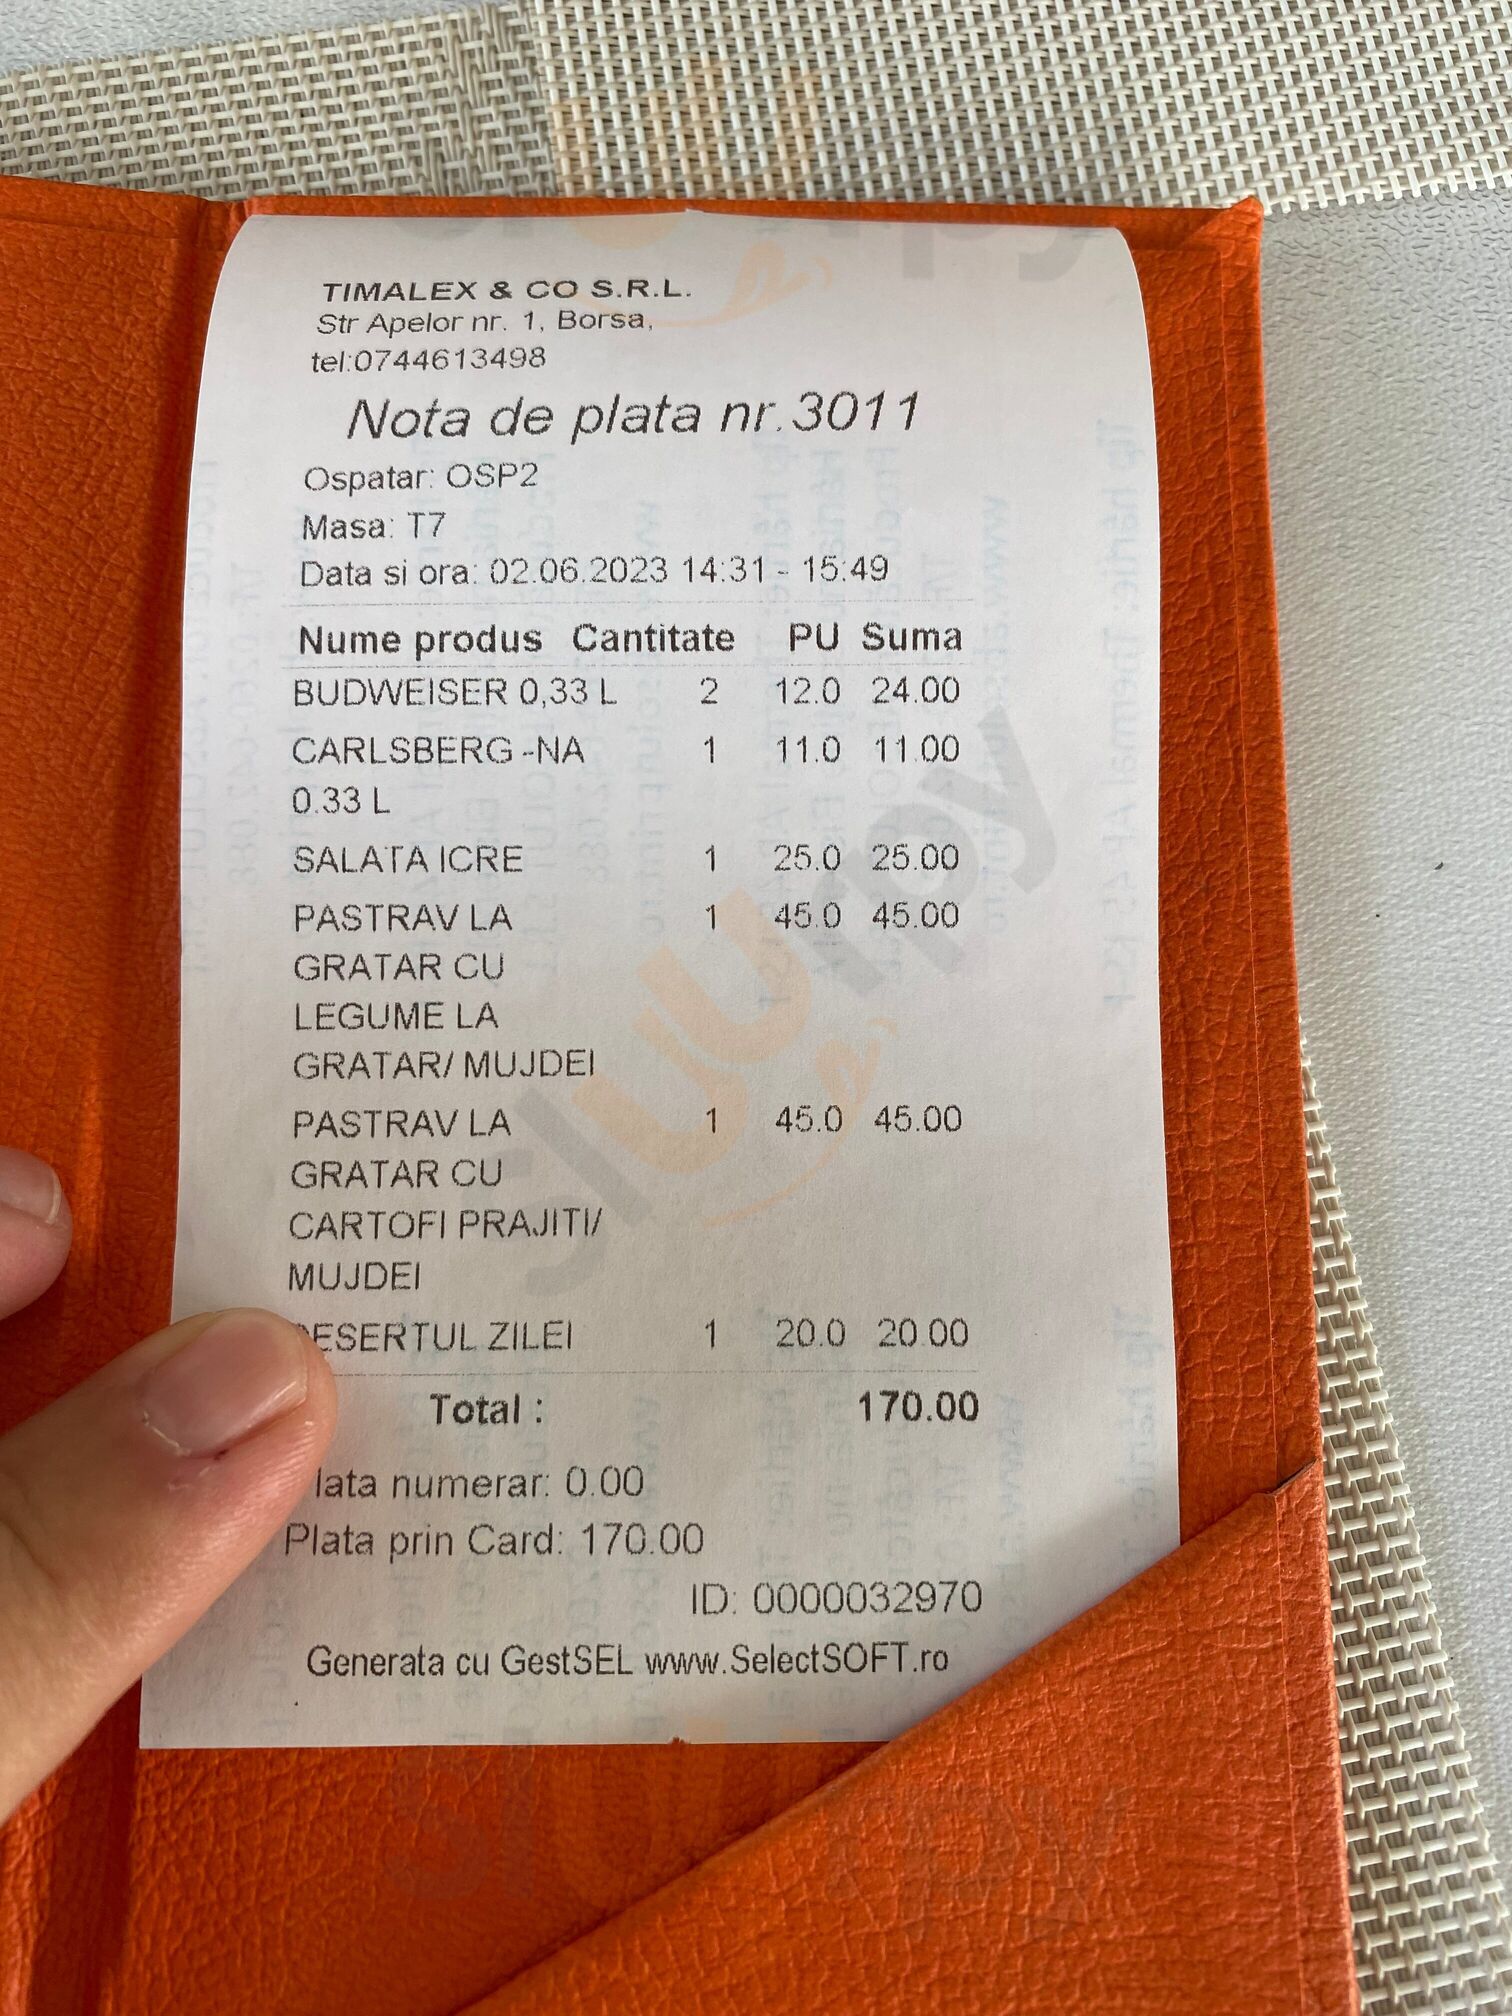 TIMALEX & CO S.R.L.
Str Apelor nr. 1, Borsa,
tel:0744613498
Nota de plata nr.3011
Ospatar: OSP2
Masa: T7
Data si ora: 02.06.2023 14:31 - 15:49
Nume produs Cantitate PU Suma
BUDWEISER 0,33 L 2 12.0 24.00
CARLSBERG -NA 1 11.0 11.00
0.33 L
SALATA ICRE 1 25.0 25.00
PASTRAV LA 1 45.0 45.00
GRATAR CU
LEGUME LA
GRATAR/ MUJDEI
PASTRAV LA 1 45.0 45.00
GRATAR CU
CARTOFI PRAJITI/
MUJDEI
DESERTUL ZILEI 1 20.0 20.00
Total : 170.00
lata numerar: 0.00
Plata prin Card: 170.00
ID: 0000032970
Generata cu GestSEL www.SelectSOFT.ro
sluurpy